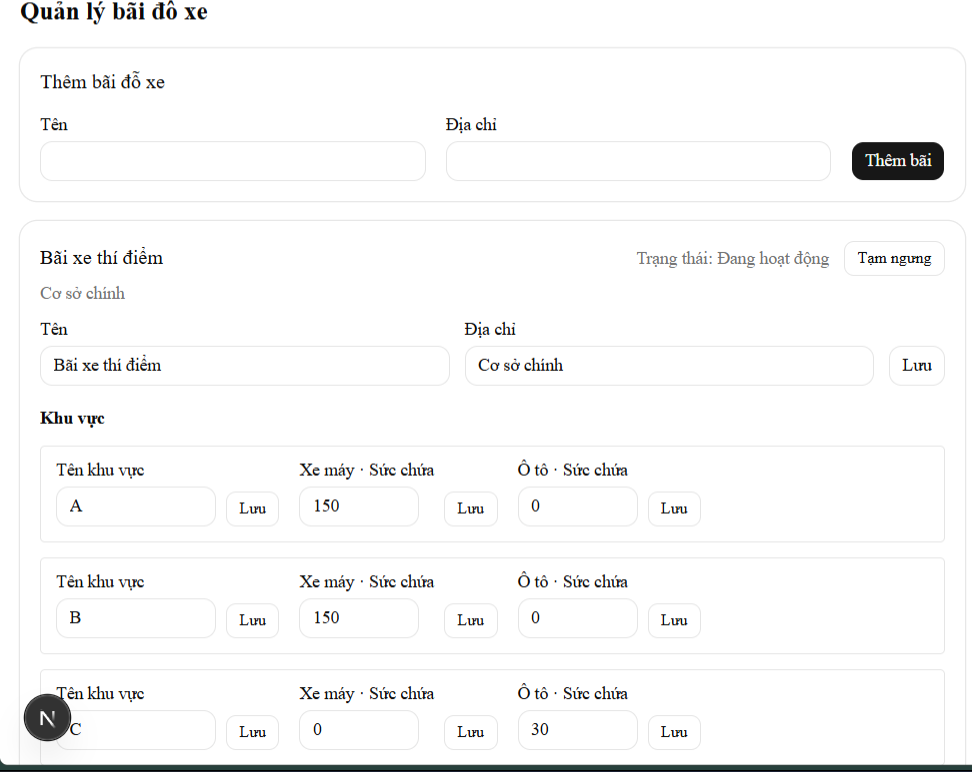 Quản lý bãi đỗ xe
Thêm bãi đỗ xe
Tên Địa chỉ
Thêm bãi
Bãi xe thí điểm Trạng thái: Đang hoạt động Tạm ngưng
Cơ sở chính
Tên Địa chỉ
Bãi xe thí điểm Cơ sở chính Lưu
Khu vực
Tên khu vực Xe máy · Sức chứa Ô tô · Sức chứa
A Lưu 150 Lưu 0 Lưu
Tên khu vực Xe máy · Sức chứa Ô tô · Sức chứa
B Lưu 150 Lưu 0 Lưu
Tên khu vực Xe máy · Sức chứa Ô tô · Sức chứa
N C Lưu 0 Lưu 30 Lưu